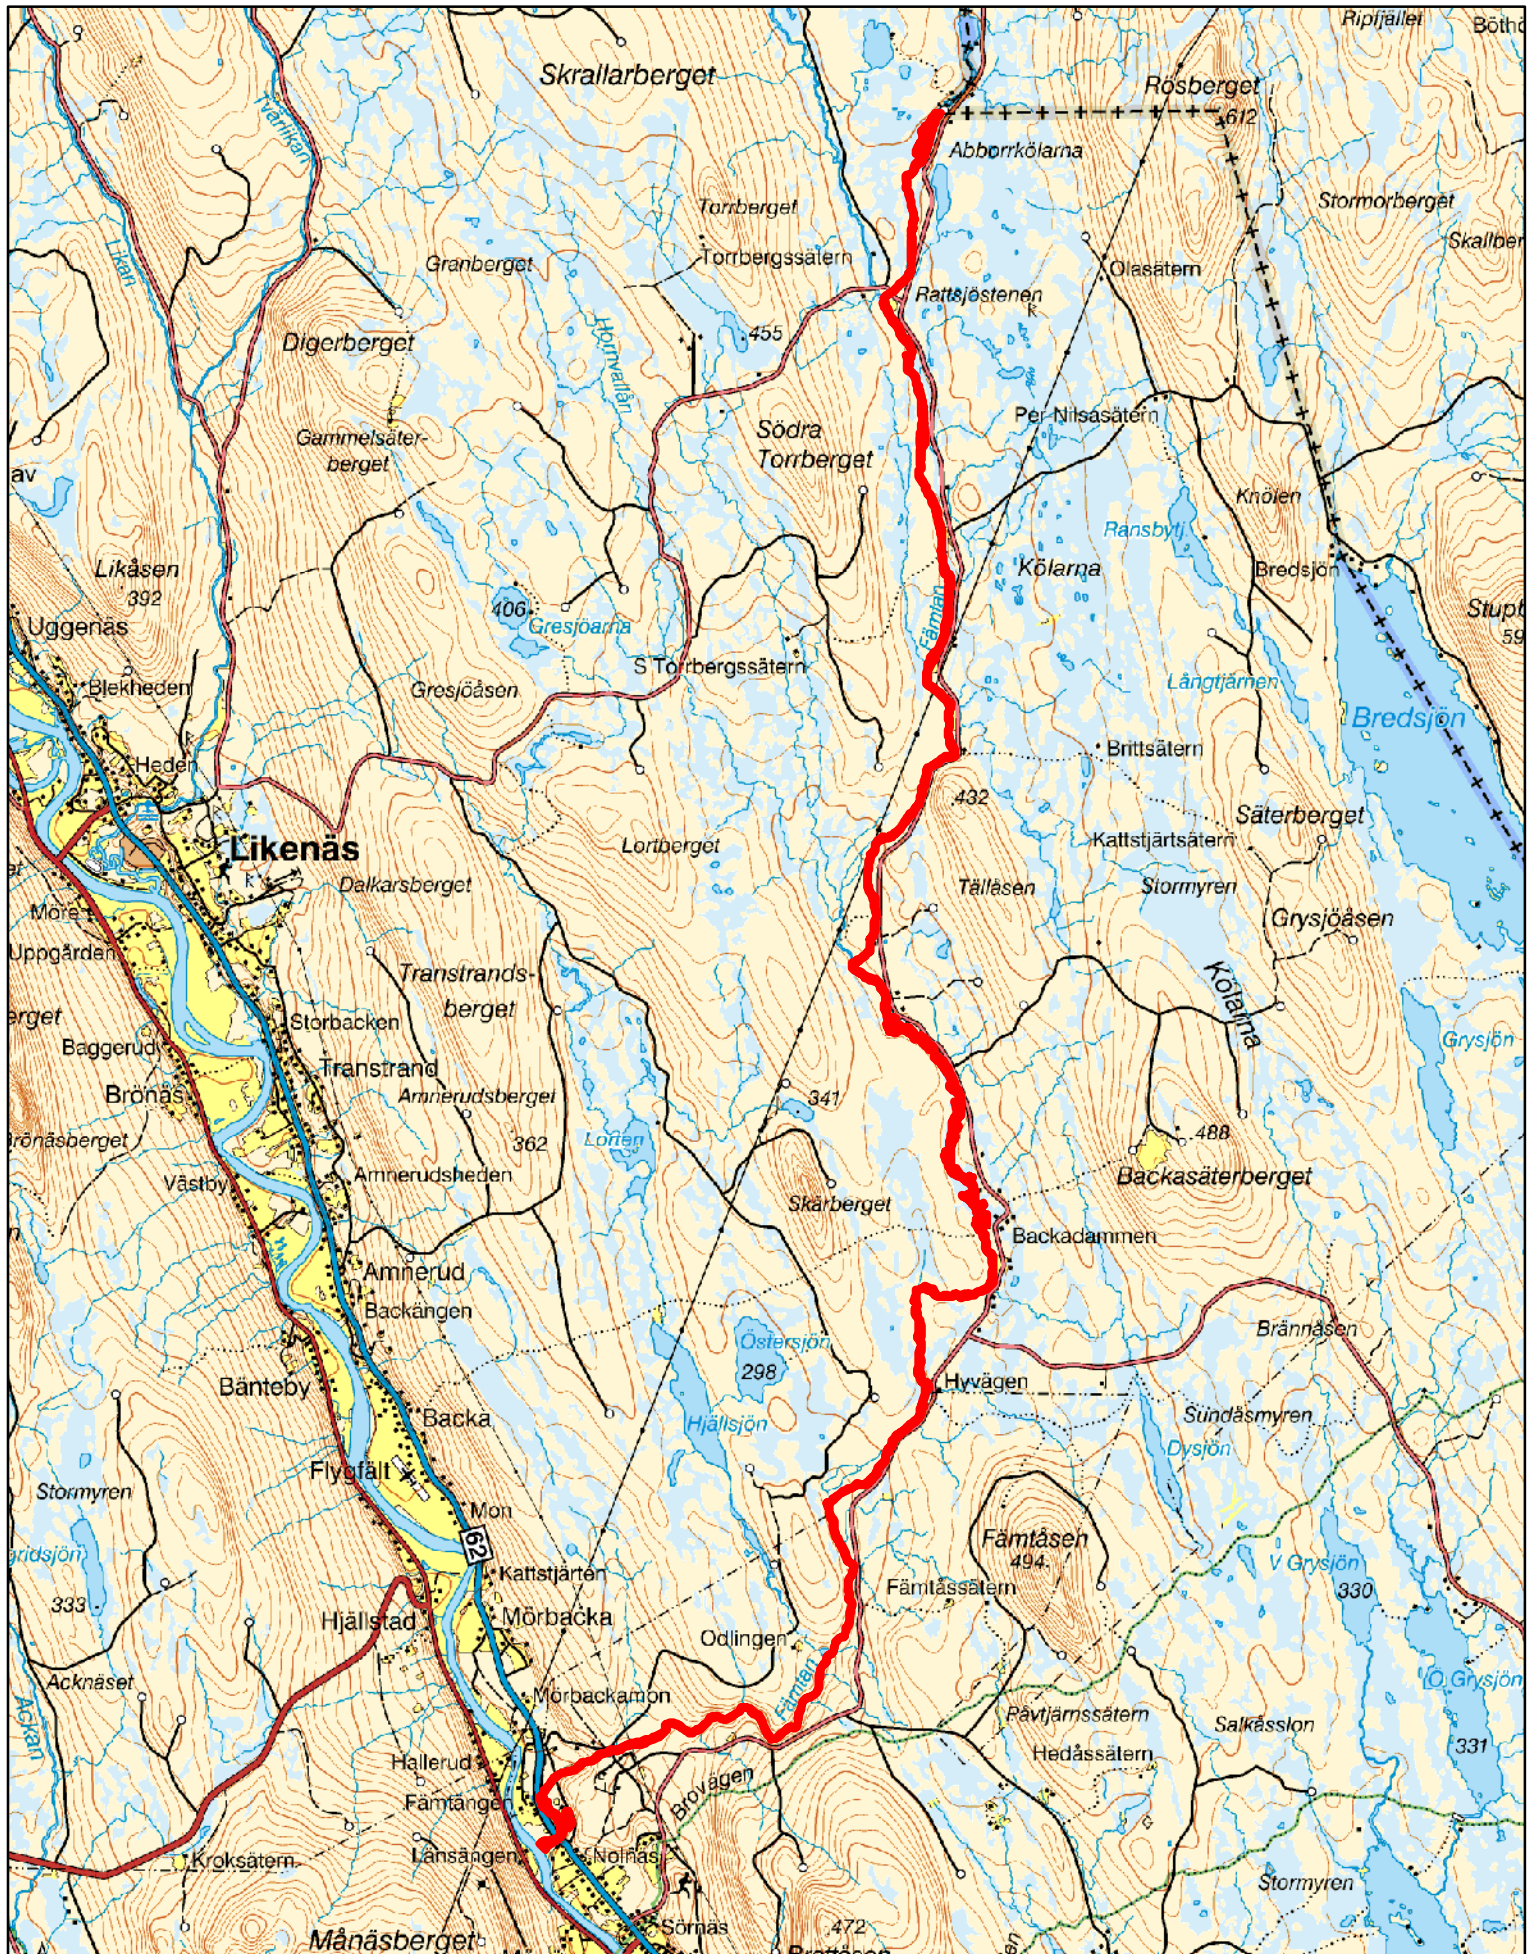 Ripfjället
Skrallarberget
Rösberget
612
Tvärlikan
Abborrkölarna
Torrberget
Stormorberget
Likan
Granberget
Torrbergssätern
Olasätern
Rattsjöstenen
Hornvallån
Digerberget
455
Per Nilsasätern
Södra
Torrberget
Gammelsäter-
berget
Knölen
Ransbytj
Likåsen
392
Kölarna
Bredsjön
Uggenäs
406
Gresjöarna
Fämtan
S Torrbergssätern
Blekheden
Gresjöåsen
Långtjärnen
Bredsjön
Brittsätern
Heden
432
Säterberget
Likenäs
Lortberget
Kattstjärtsätern
Dalkarsberget
Tällåsen
Stormyren
Möre
Grysjöåsen
Uppgården
Transtrands-
berget
Kölarna
Storbacken
Baggerud
Grysjön
Transtrand
Brönäs
Amnerudsberget
341
Brönäsberget
362
Lorten
488
Västby
Amnerudsheden
Skärberget
Backasäterberget
Backadammen
Amnerud
Backängen
Östersjön
298
Brännåsen
Bänteby
Hyvägen
Backa
Hjällsjön
Sundåsmyren
Dysjön
Flygfält
Stormyren
Mon
62
Fämtåsen
494
V Grysjön
330
Kattstjärten
Fämtåssätern
333
Hjällstad
Mörbacka
Odlingen
Acknäset
Fämtan
Ö Grysjön
Mörbackamon
Påvtjärnssätern
Salkåsslon
Ackan
Hedåssätern
331
Hallerud
Brovägen
Fämtängen
Kroksätern
Länsängen
Nolnäs
Stormyren
Sörnäs
472
Månäsberget